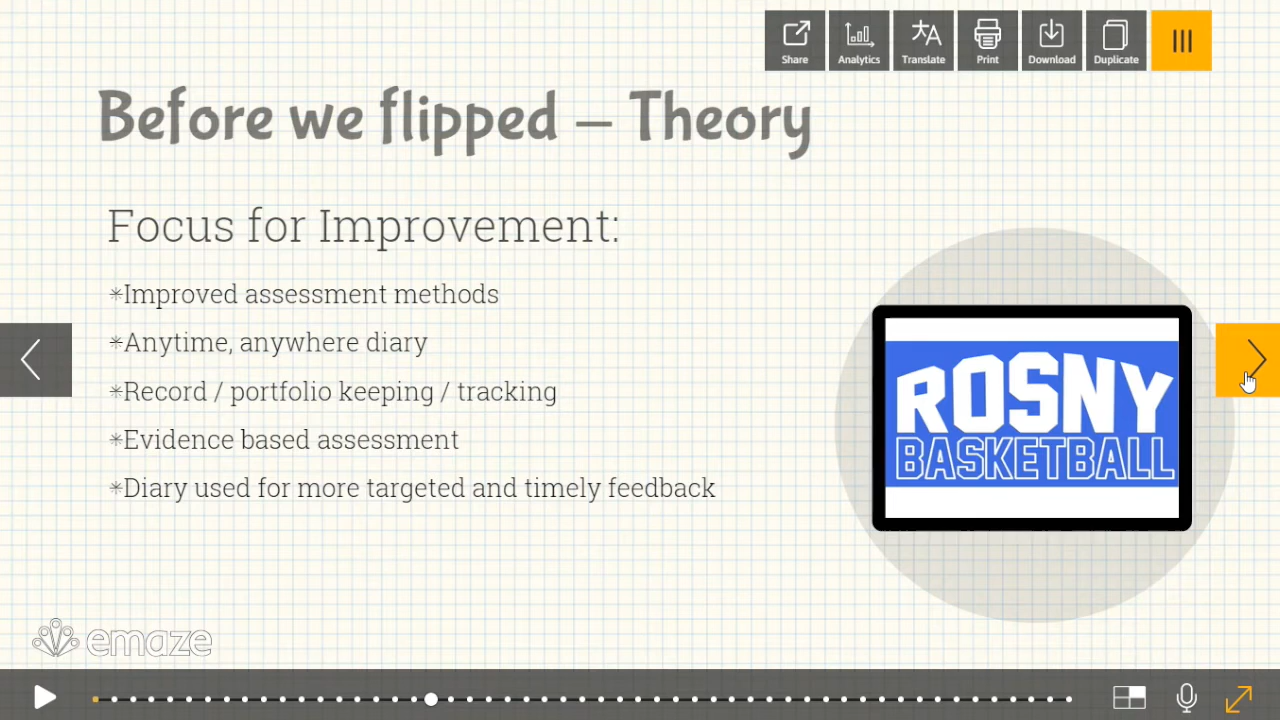 Share
Analytics
Translate
Print
Download
Duplicate
Before we flipped – Theory
Focus for Improvement:
*Improved assessment methods
*Anytime, anywhere diary
*Record / portfolio keeping / tracking
*Evidence based assessment
*Diary used for more targeted and timely feedback
ROSNY
BASKETBALL
emaze